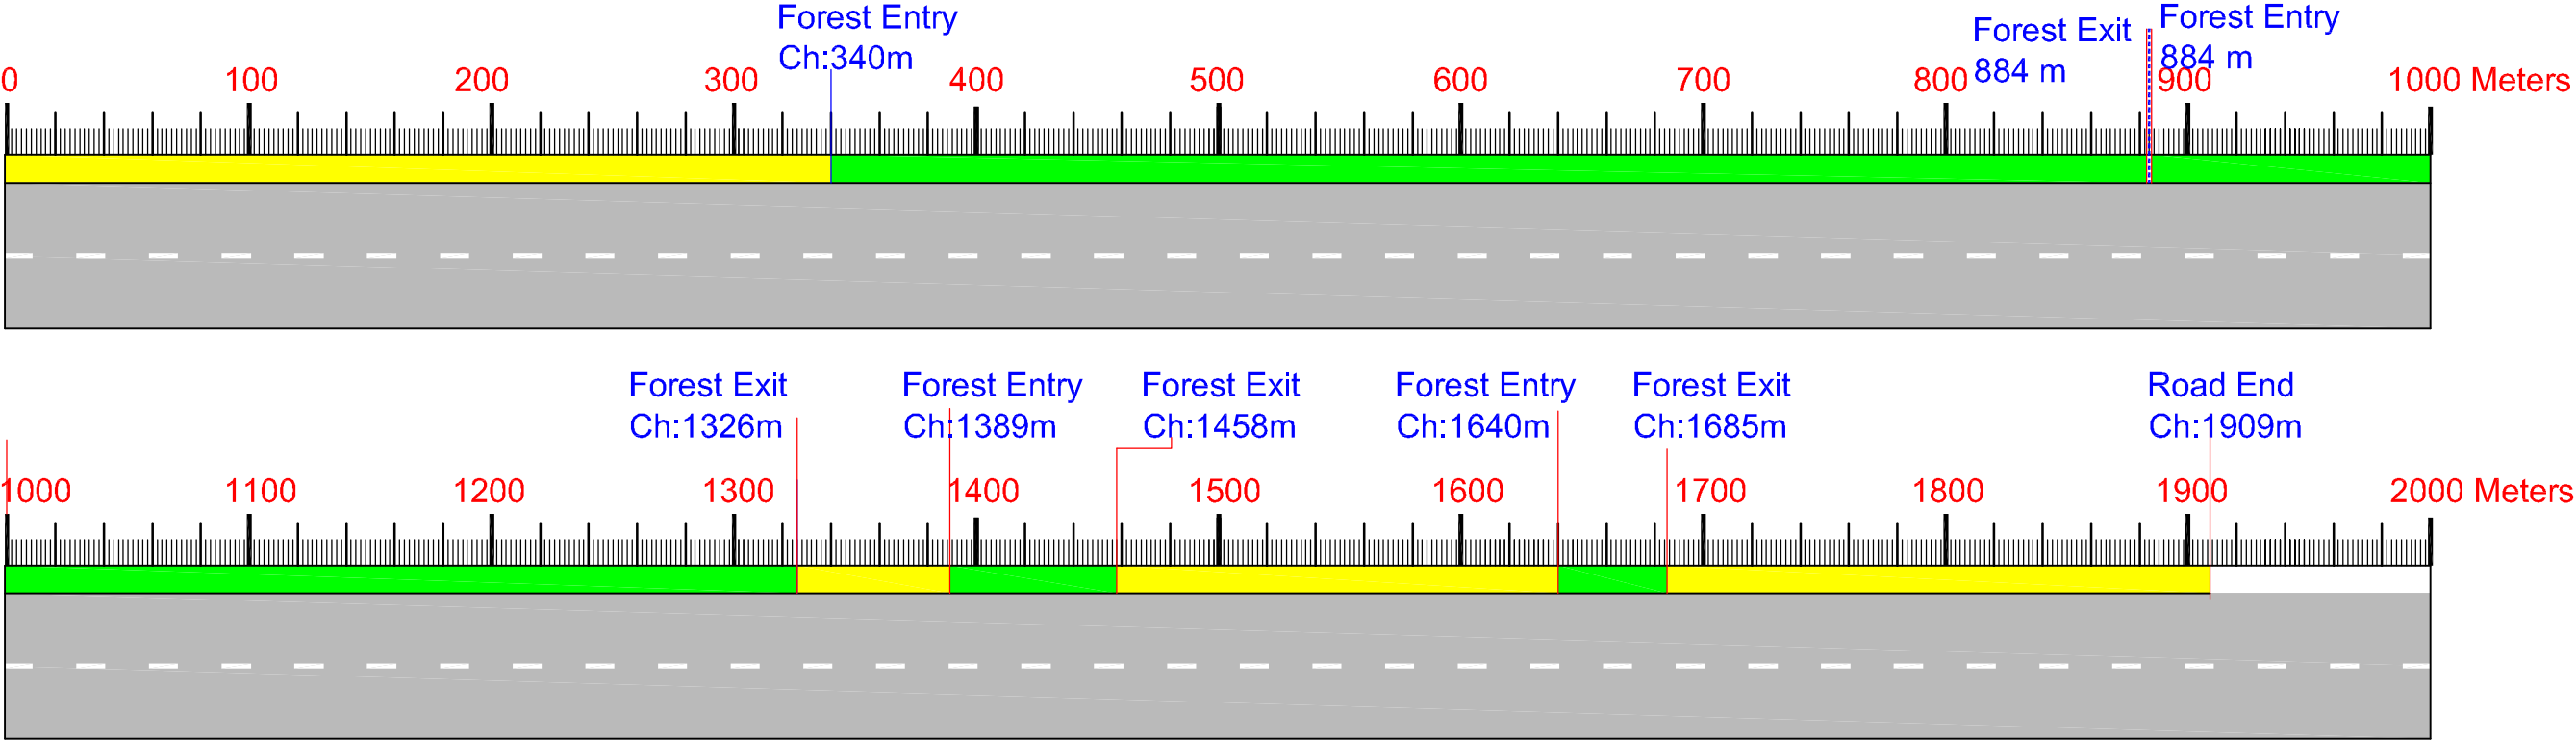 Forest Entry
Ch:340m
Forest Exit
884 m
Forest Entry
884 m
0 100 200 300 400 500 600 700 800 900 1000 Meters
Forest Exit
Ch:1326m
Forest Entry
Ch:1389m
Forest Exit
Ch:1458m
Forest Entry
Ch:1640m
Forest Exit
Ch:1685m
Road End
Ch:1909m
1000 1100 1200 1300 1400 1500 1600 1700 1800 1900 2000 Meters